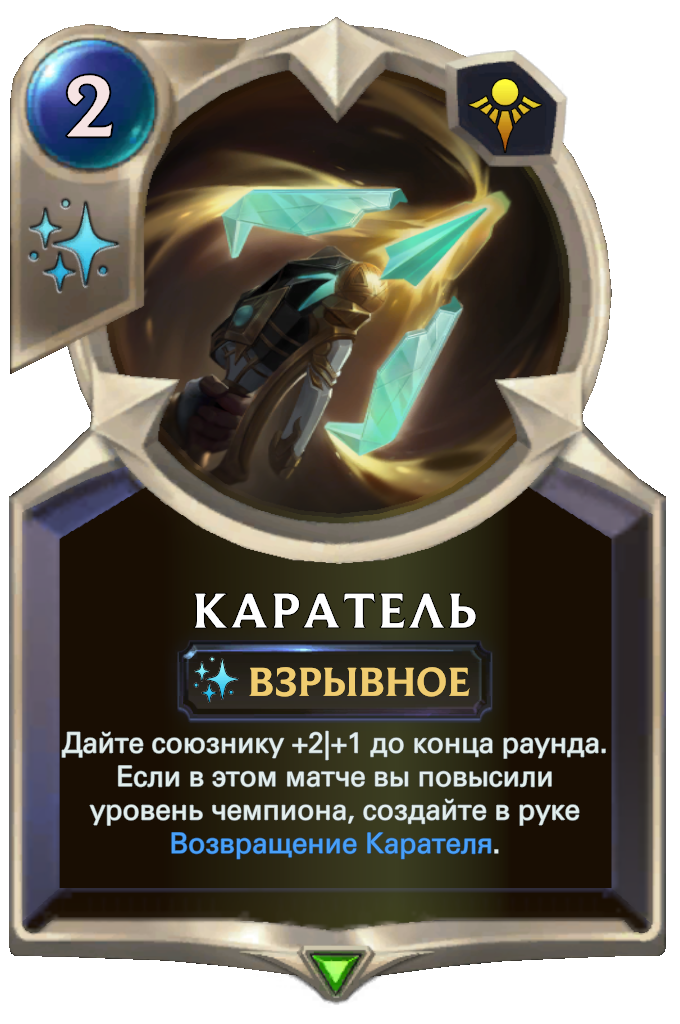 2
КАРАТЕЛЬ
ВЗРЫВНОЕ
Дайте союзнику +2|+1 до конца раунда.
Если в этом матче вы повысили
уровень чемпиона, создайте в руке
Возвращение Карателя.